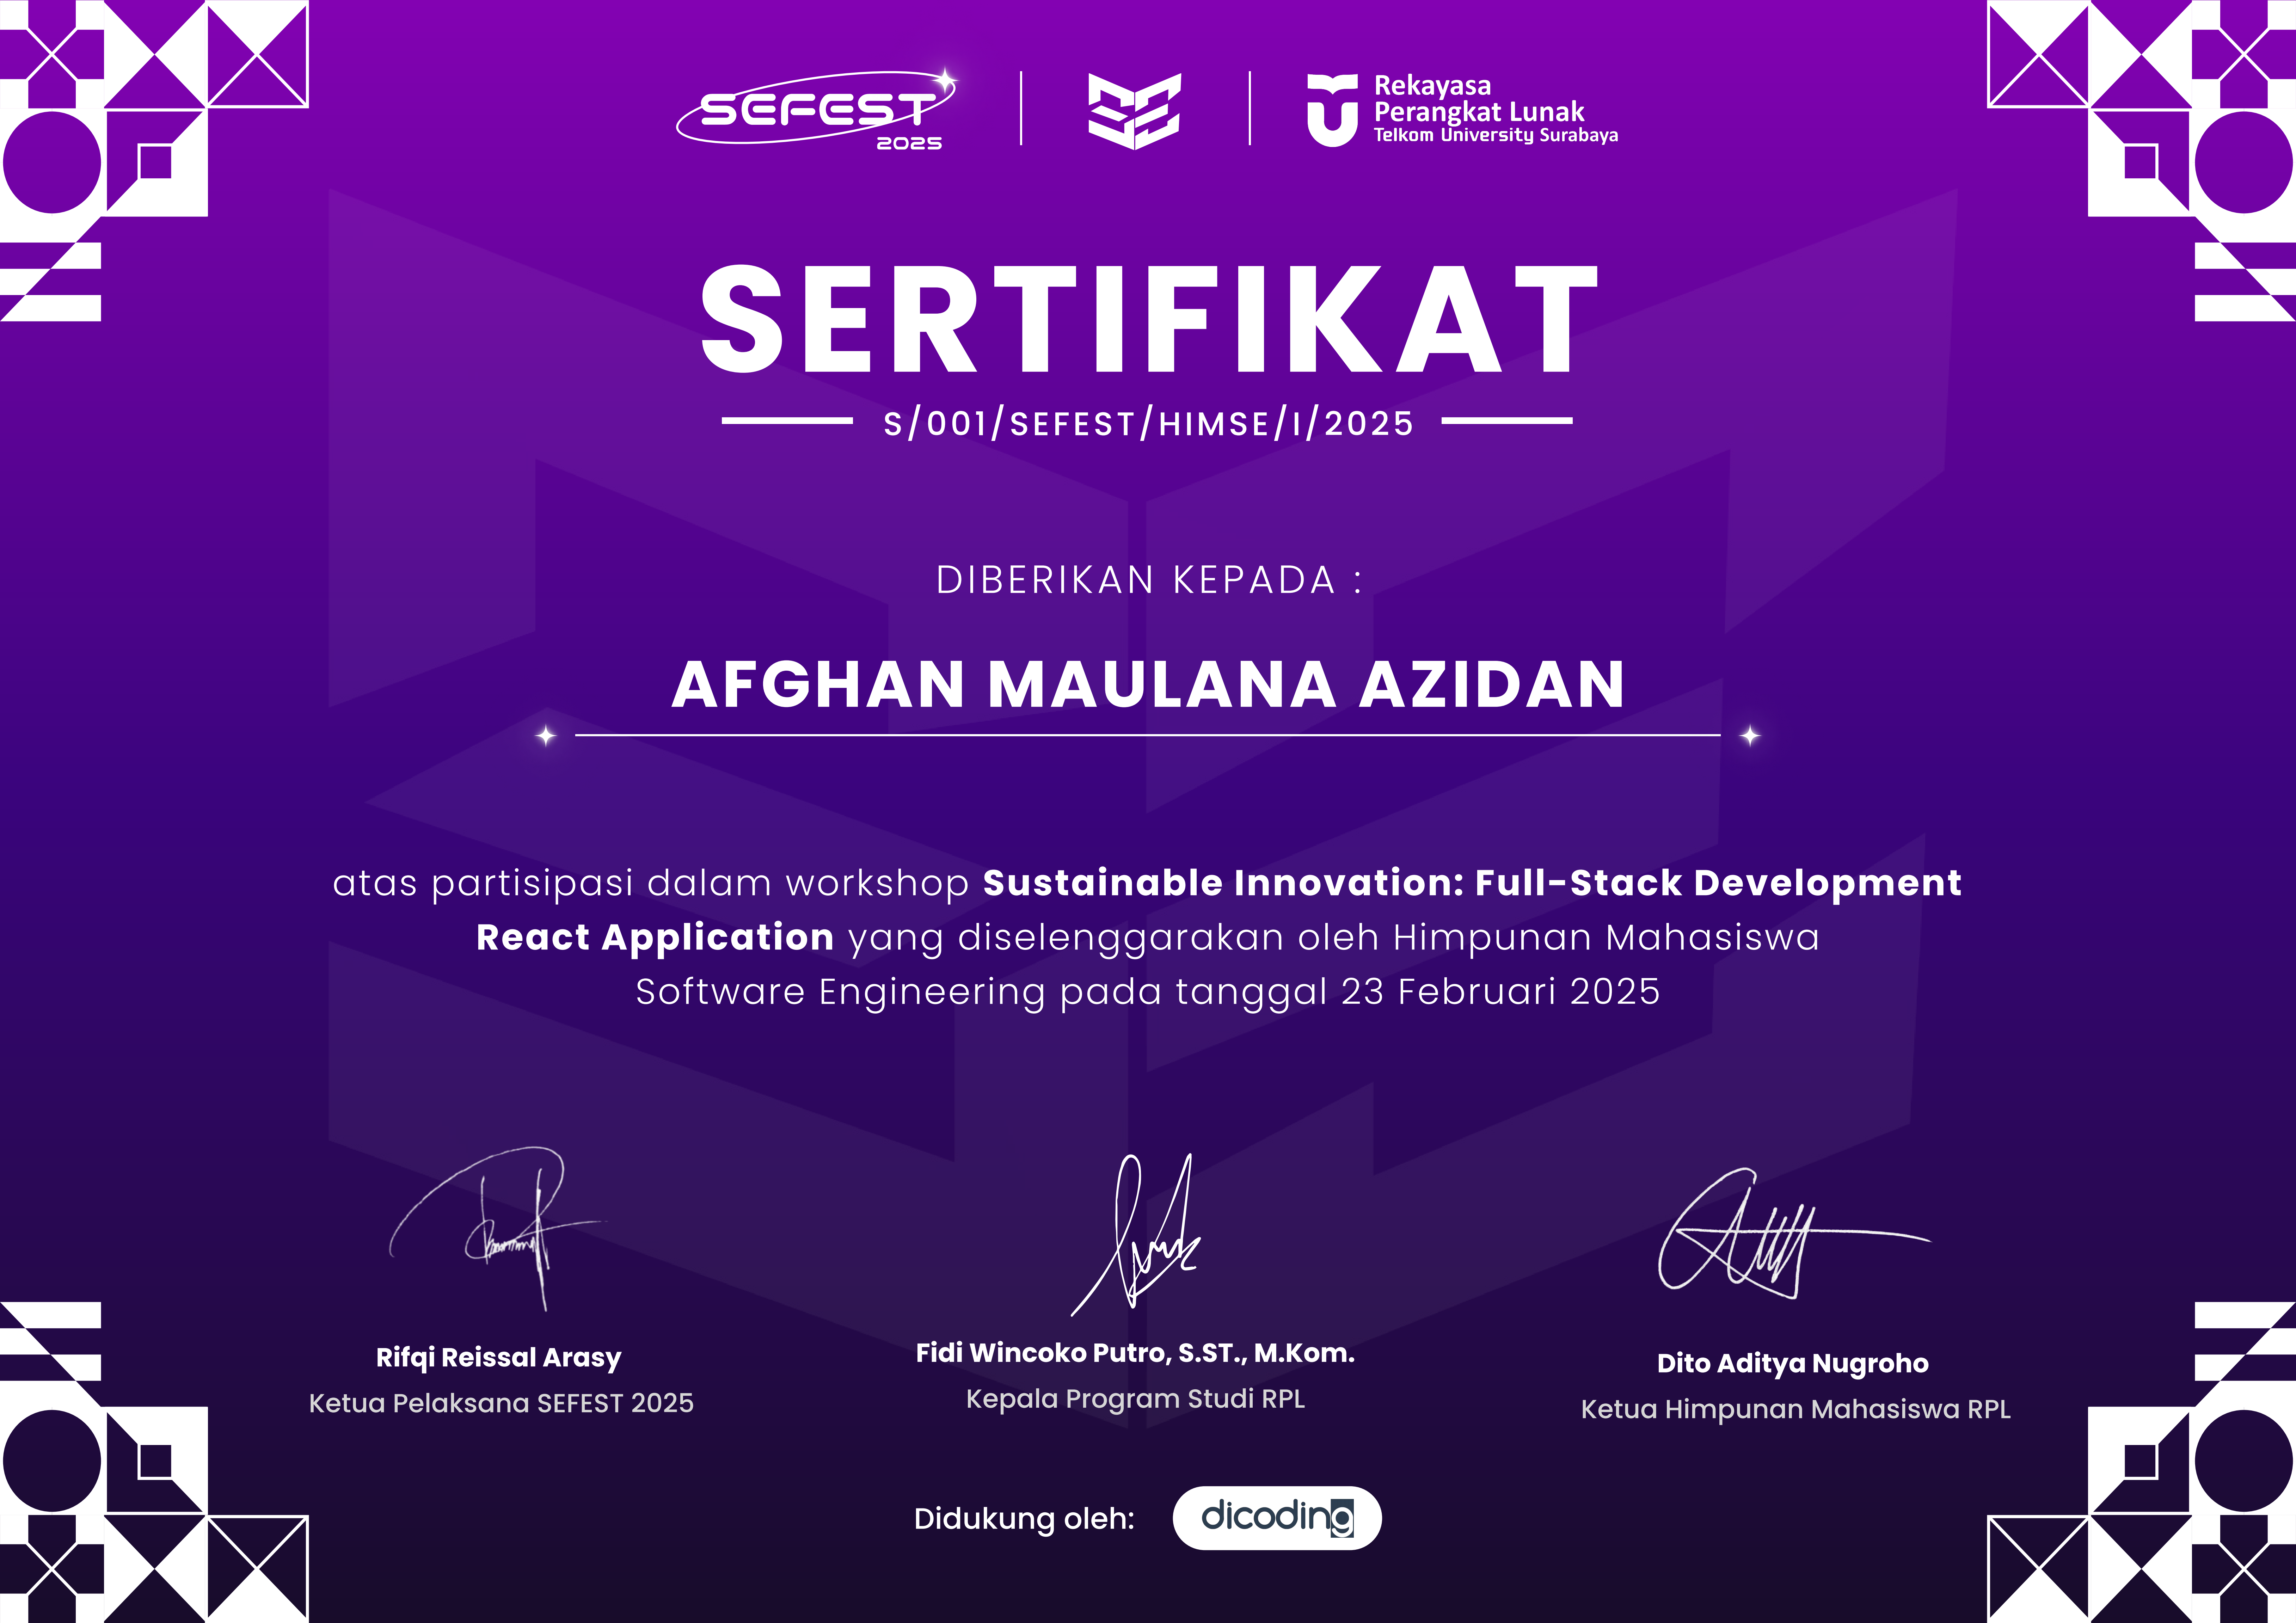 SEFEST
2025
Rekayasa
Perangkat Lunak
Telkom University Surabaya
SERTIFIKAT
S/001/SEFEST/HIMSE/I/2025
DIBERIKAN KEPADA :
AFGHAN MAULANA AZIDAN
atas partisipasi dalam workshop Sustainable Innovation: Full-Stack Development
React Application yang diselenggarakan oleh Himpunan Mahasiswa
Software Engineering pada tanggal 23 Februari 2025
Rifqi Reissal Arasy
Ketua Pelaksana SEFEST 2025
Fidi Wincoko Putro, S.ST., M.Kom.
Kepala Program Studi RPL
Dito Aditya Nugroho
Ketua Himpunan Mahasiswa RPL
Didukung oleh:
dicoding